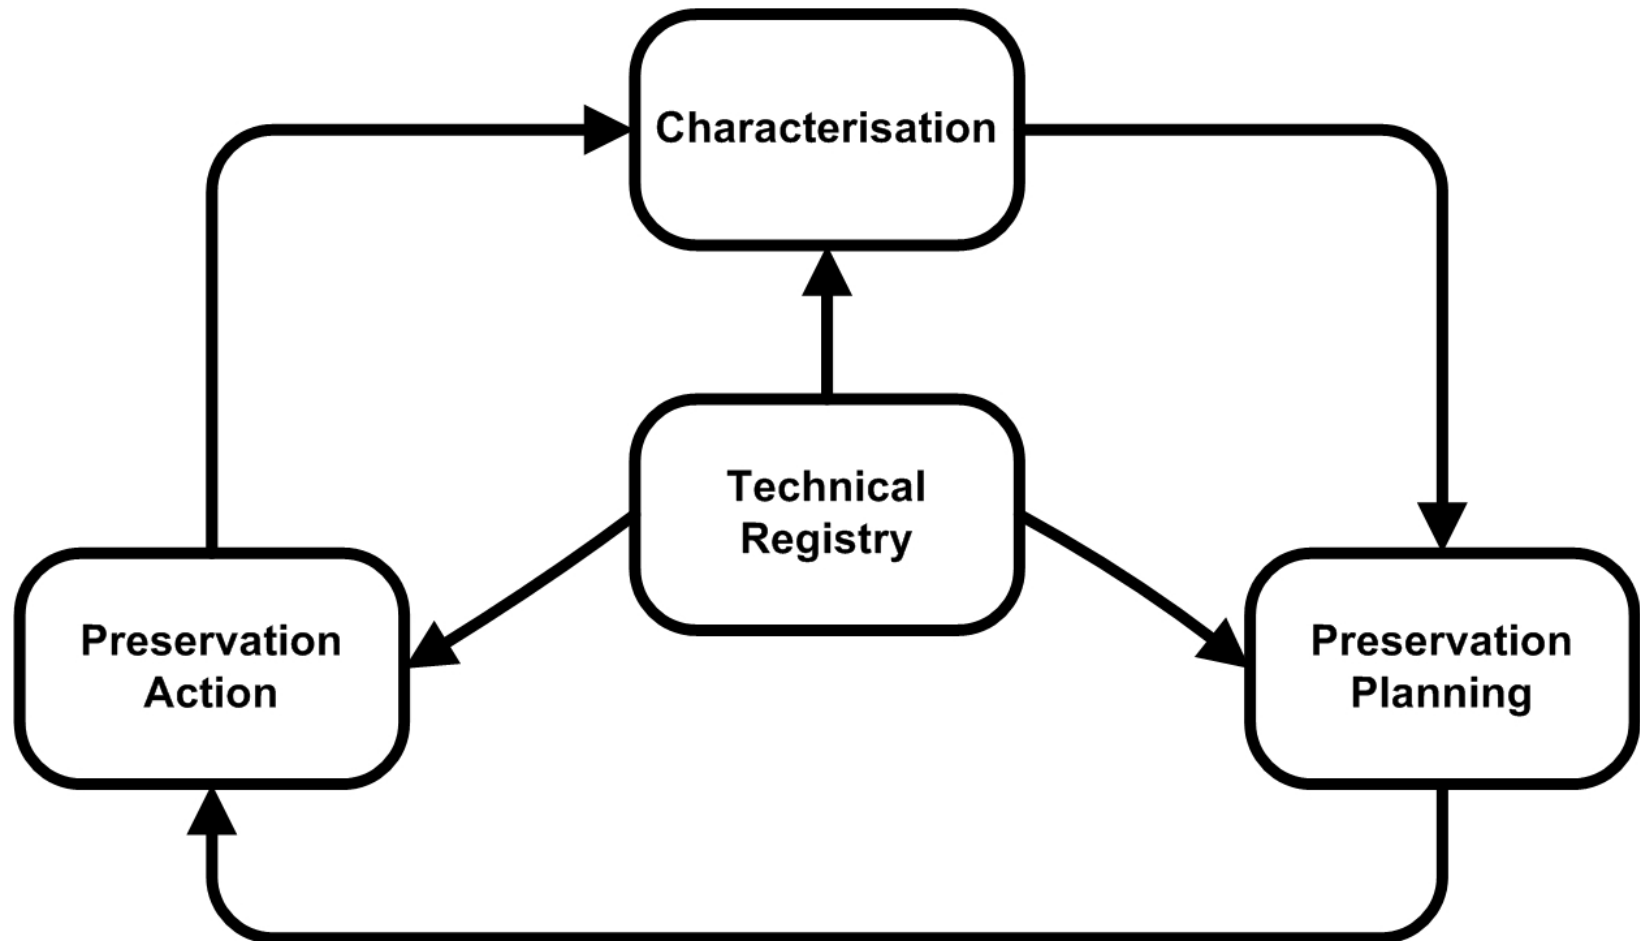 Characterisation
Technical
Registry
Preservation
Action
Preservation
Planning